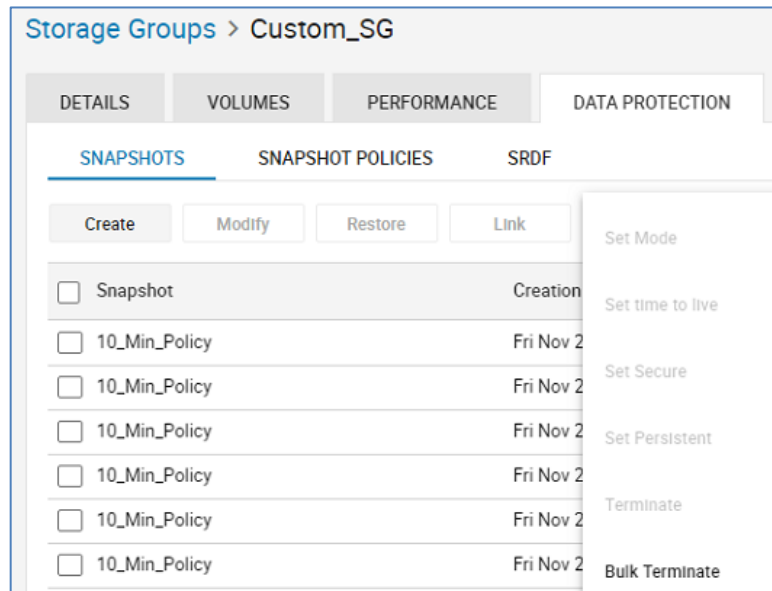 Storage Groups > Custom_SG
DETAILS VOLUMES PERFORMANCE DATA PROTECTION
SNAPSHOTS SNAPSHOT POLICIES SRDF
Create Modify Restore Link
Set Mode
Snapshot Creation
Set time to live
10_Min_Policy Fri Nov 2
Set Secure
10_Min_Policy Fri Nov 2
10_Min_Policy Fri Nov 2
Set Persistent
10_Min_Policy Fri Nov 2
Terminate
10_Min_Policy Fri Nov 2
10_Min_Policy Fri Nov 2
Bulk Terminate